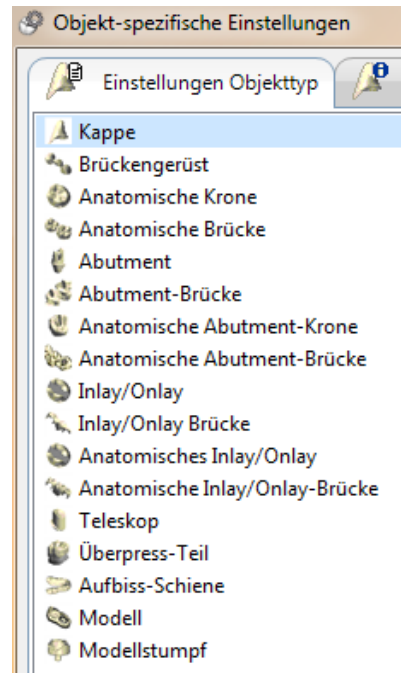 Objekt-spezifische Einstellungen
Einstellungen Objekttyp
Kappe
Brückengerüst
Anatomische Krone
Anatomische Brücke
Abutment
Abutment-Brücke
Anatomische Abutment-Krone
Anatomische Abutment-Brücke
Inlay/Onlay
Inlay/Onlay Brücke
Anatomisches Inlay/Onlay
Anatomische Inlay/Onlay-Brücke
Teleskop
Überpress-Teil
Aufbiss-Schiene
Modell
Modellstumpf